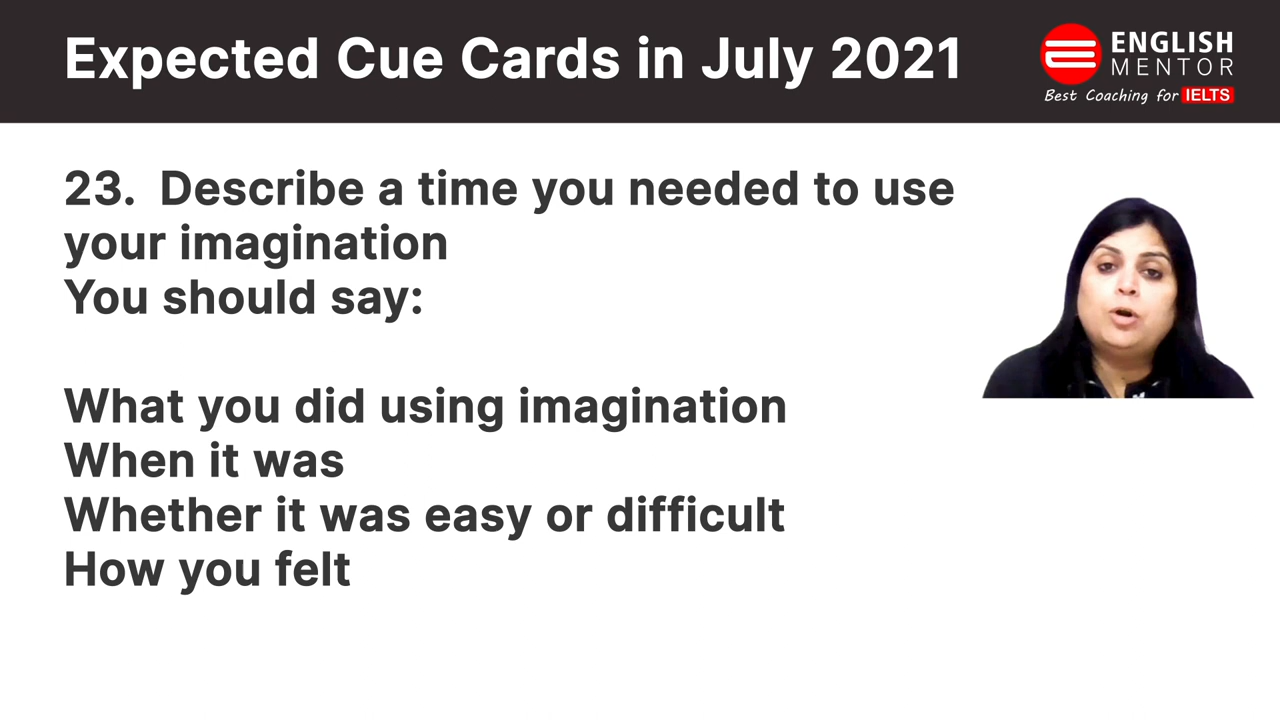 Expected Cue Cards in July 2021
ENGLISH
MENTOR
Best Coaching for IELTS
23. Describe a time you needed to use
your imagination
You should say:
What you did using imagination
When it was
Whether it was easy or difficult
How you felt